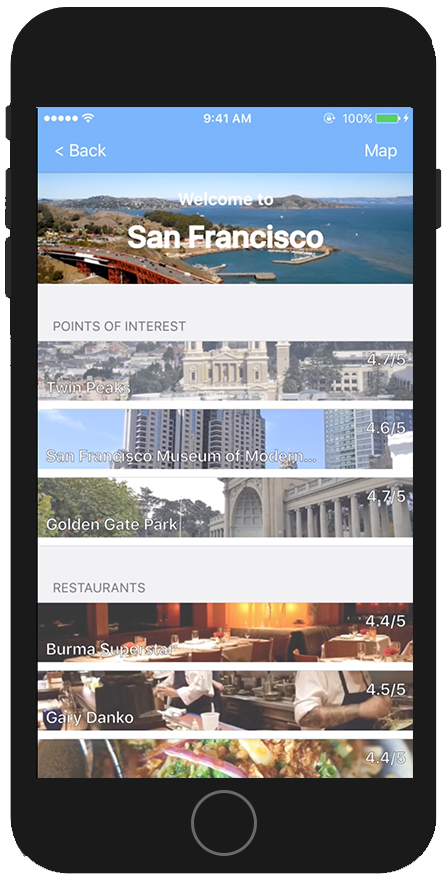 9:41 AM
100%
< Back
Map
Welcome to
San Francisco
POINTS OF INTEREST
4.7/5
Twin Peaks
4.6/5
San Francisco Museum of Modern...
4.7/5
Golden Gate Park
RESTAURANTS
4.4/5
Burma Superstar
4.5/5
Gary Danko
4.4/5